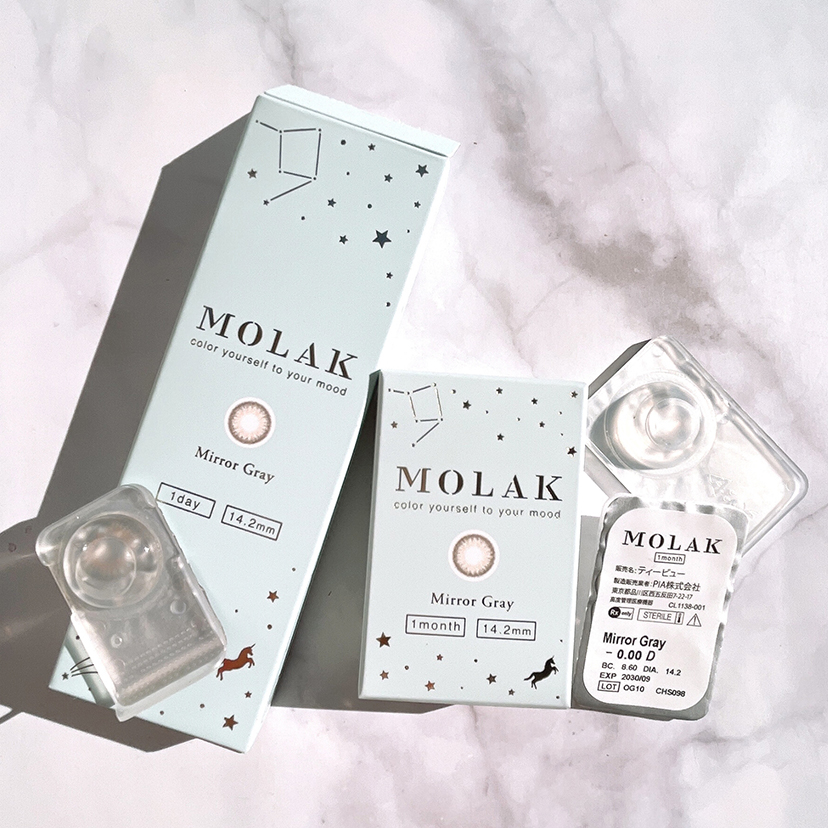 MOLAK
color yourself to your mood
Mirror Gray
1day
14.2mm
MOLAK
color yourself to your mood
Mirror Gray
1month
14.2mm
MOLAK
1month
販売名:ティービュー
製造販売業者:PIA株式会社
東京都品川区西五反田7-22-17
高度管理医療機器
CL1138-001
Rx only
STERILE
Mirror Gray
- 0.00 D
BC. 8.60 DIA. 14.2
EXP 2030/09
LOT OG10 CHS098